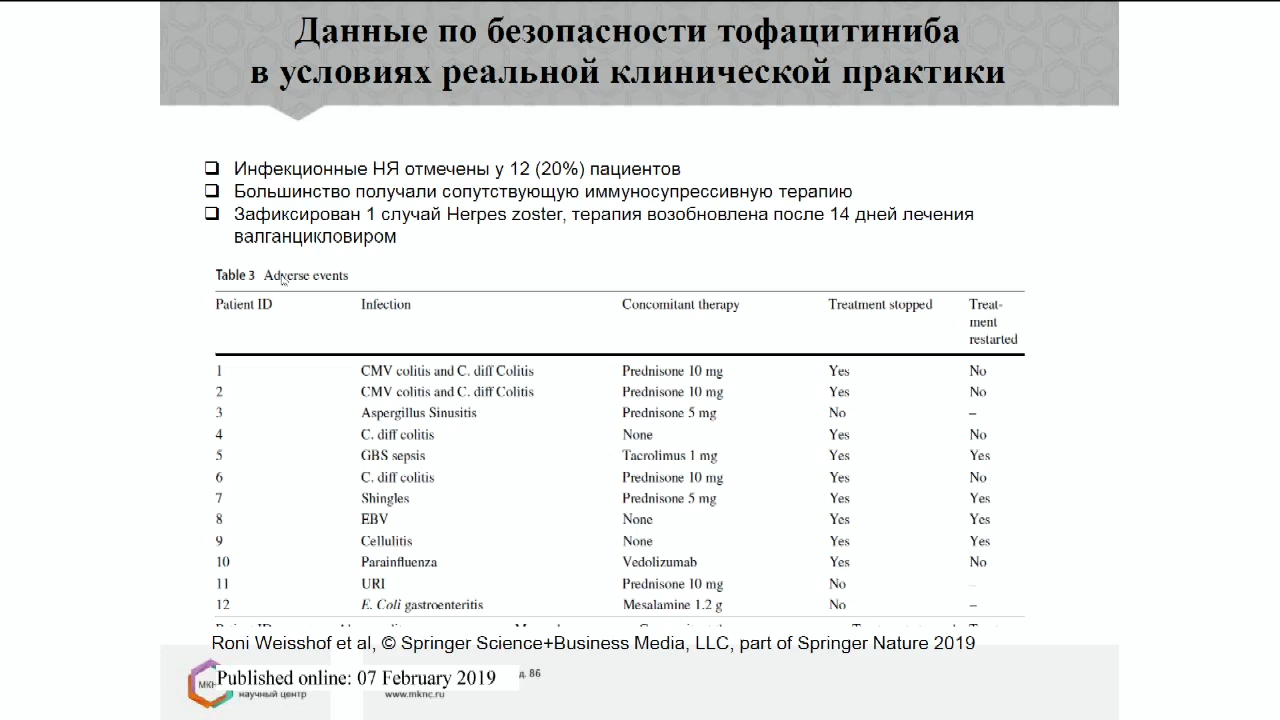 Данные по безопасности тофацитиниба
в условиях реальной клинической практики
Инфекционные НЯ отмечены у 12 (20%) пациентов
Большинство получали сопутствующую иммуносупрессивную терапию
Зафиксирован 1 случай Herpes zoster, терапия возобновлена после 14 дней лечения
валганцикловиром
Table 3 Adverse events
Patient ID Infection Concomitant therapy Treatment stopped Treat-
ment
restarted
1 CMV colitis and C. diff Colitis Prednisone 10 mg Yes No
2 CMV colitis and C. diff Colitis Prednisone 10 mg Yes No
3 Aspergillus Sinusitis Prednisone 5 mg No –
4 C. diff colitis None Yes No
5 GBS sepsis Tacrolimus 1 mg Yes Yes
6 C. diff colitis Prednisone 10 mg Yes No
7 Shingles Prednisone 5 mg Yes Yes
8 EBV None Yes Yes
9 Cellulitis None Yes Yes
10 Parainfluenza Vedolizumab Yes No
11 URI Prednisone 10 mg No –
12 E. Coli gastroenteritis Mesalamine 1.2 g No –
Roni Weisshof et al, © Springer Science+Business Media, LLC, part of Springer Nature 2019
Published online: 07 February 2019
д. 86
научный центр
www.mknc.ru